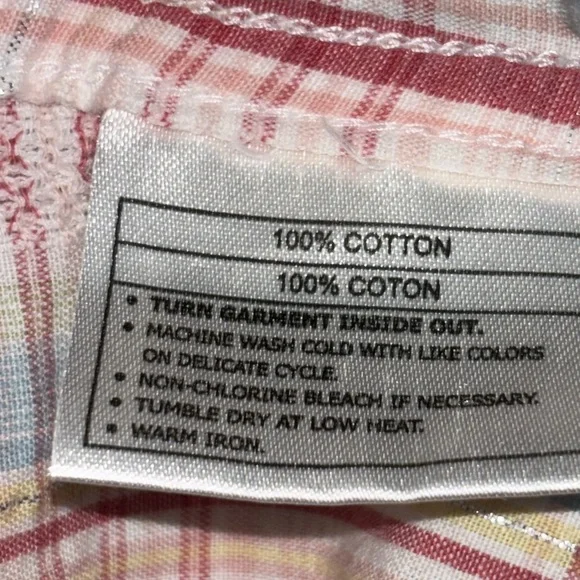 100% COTTON
100% COTON
• TURN GARMENT INSIDE OUT.
• MACHINE WASH COLD WITH LIKE COLORS
ON DELICATE CYCLE.
• NON-CHLORINE BLEACH IF NECESSARY.
• TUMBLE DRY AT LOW HEAT.
• WARM IRON.